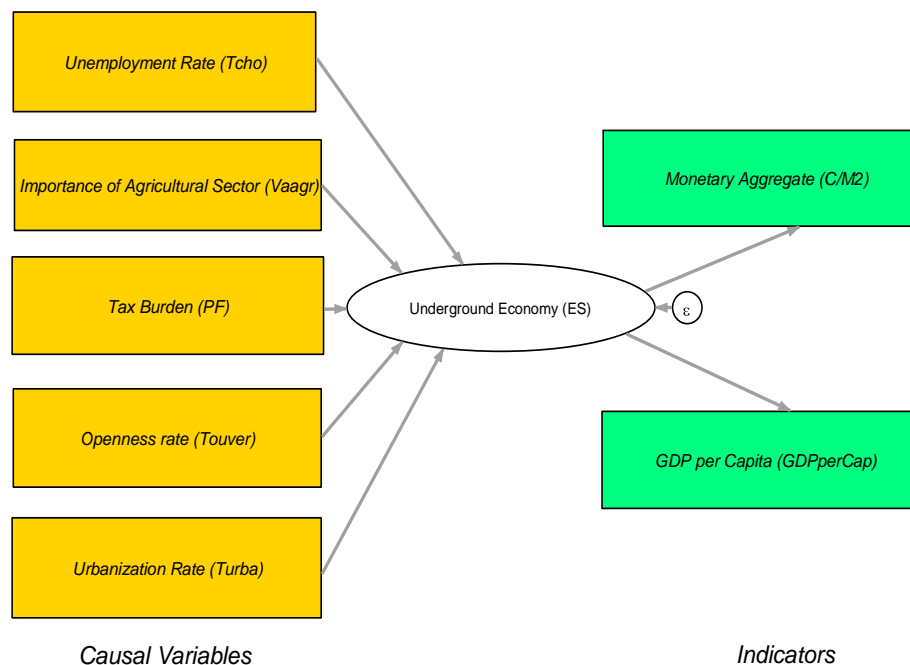 Unemployment Rate (Tcho)
Importance of Agricultural Sector (Vaagr)
Tax Burden (PF)
Openness rate (Touver)
Urbanization Rate (Turba)
Causal Variables
Underground Economy (ES)
ε
Monetary Aggregate (C/M2)
GDP per Capita (GDPperCap)
Indicators